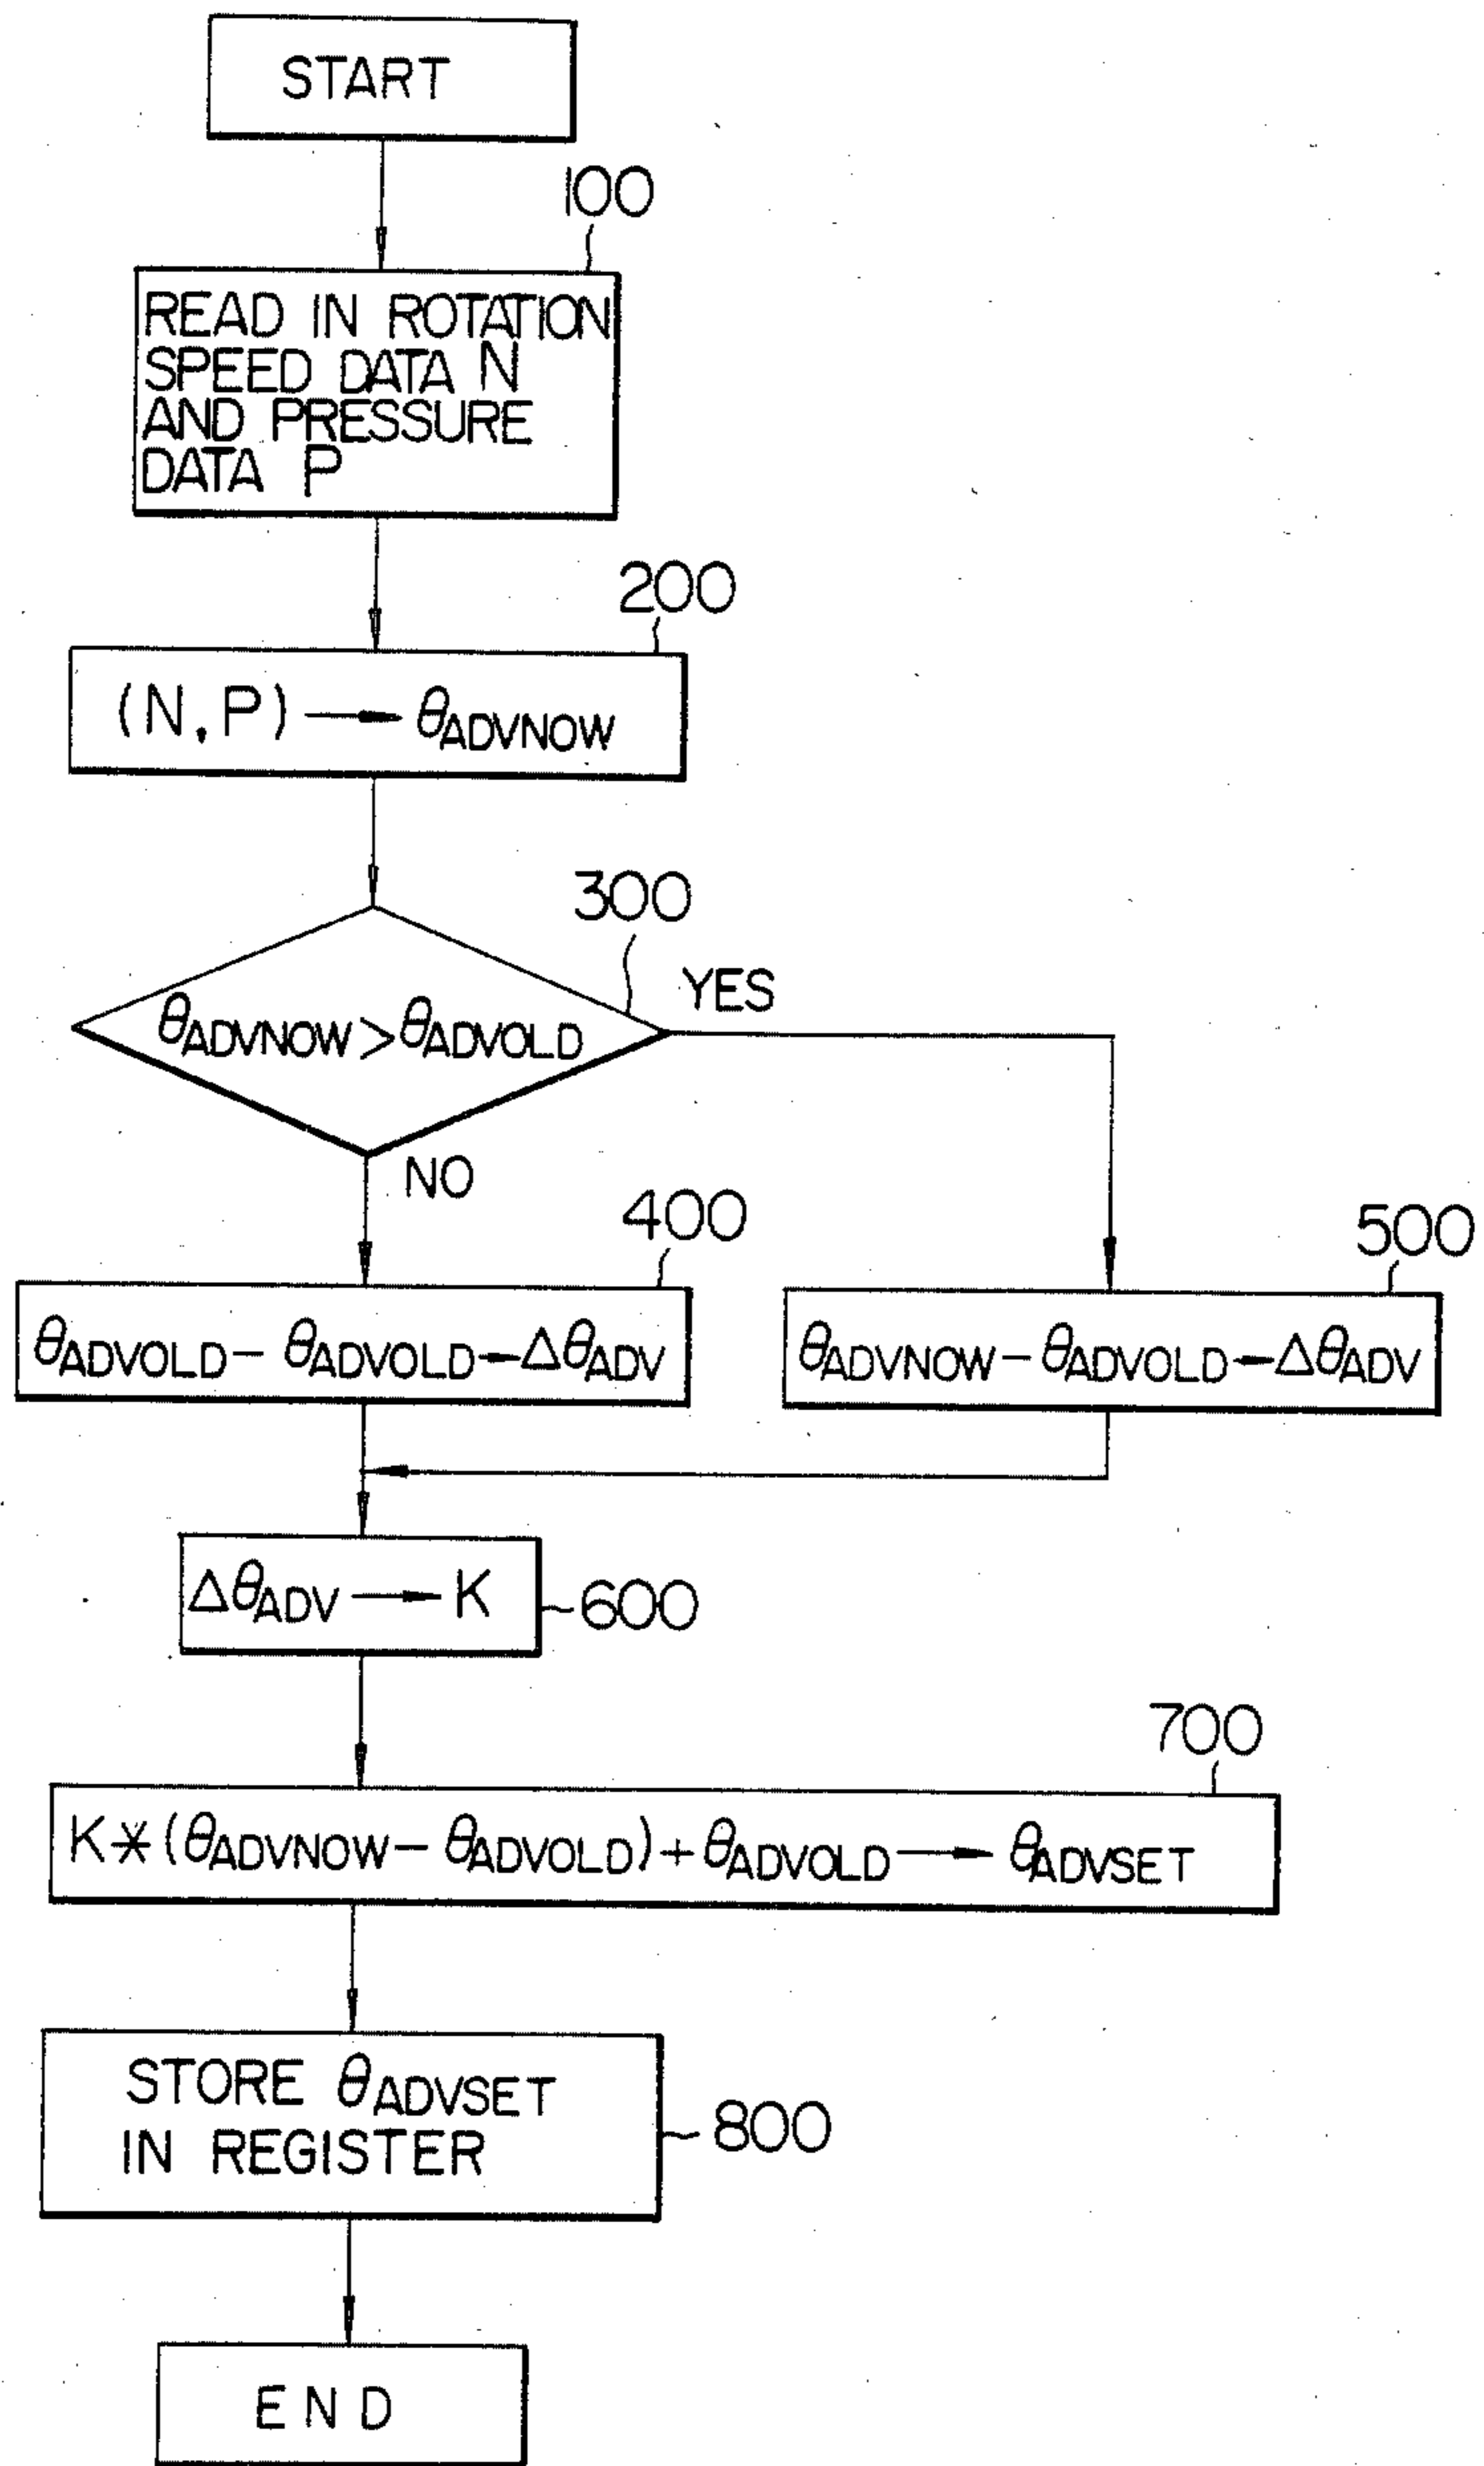 START
100
READ IN ROTATION
SPEED DATA N
AND PRESSURE
DATA P
200
(N,P) → θADVNOW
300
θADVNOW>θADVOLD
YES
NO
400
θADVOLD- θADVOLD→ΔθADV
500
θADVNOW-θADVOLD→ΔθADV
ΔθADV → K
600
700
K*(θADVNOW- θADVOLD)+θADVOLD → θADVSET
STORE θADVSET
IN REGISTER
800
END